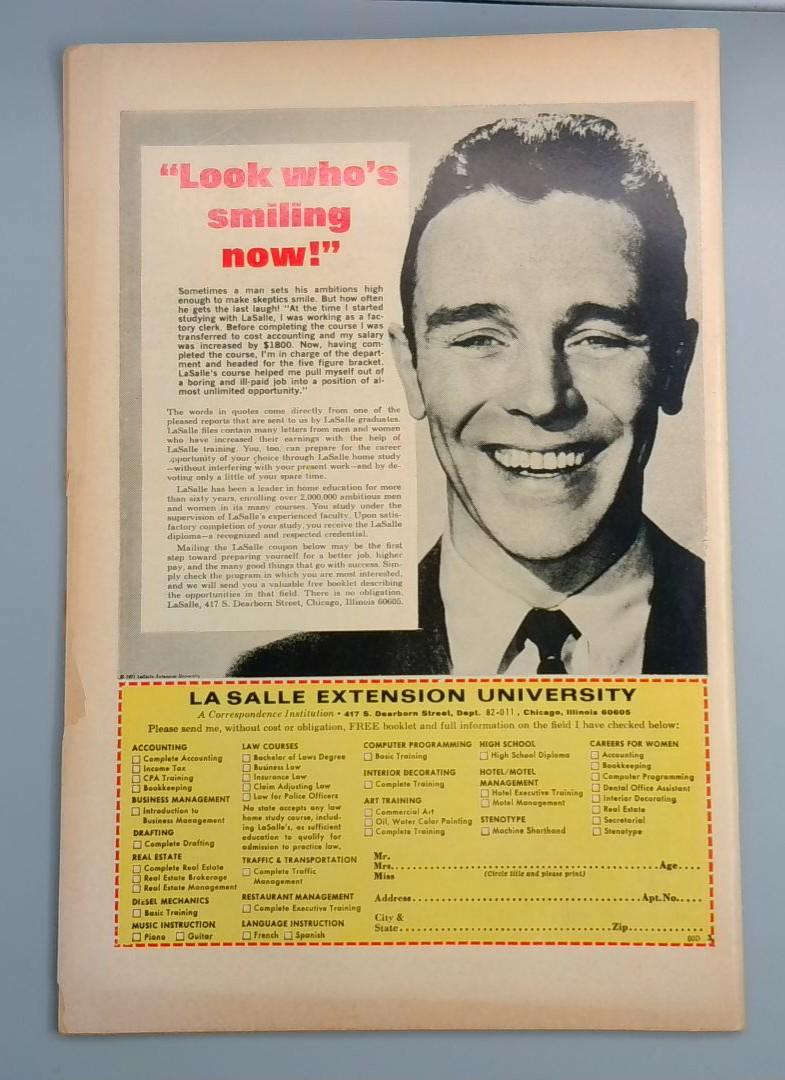 “Look who’s
smiling
now!”
Sometimes a man sets his ambitions high
enough to make skeptics smile. But how often
he gets the last laugh! “At the time I started
studying with LaSalle, I was working as a fac-
tory clerk. Before completing the course I was
transferred to cost accounting and my salary
was increased by $1800. Now, having com-
pleted the course, I’m in charge of the depart-
ment and headed for the five figure bracket.
LaSalle’s course helped me pull myself out of
a boring and ill-paid job into a position of al-
most unlimited opportunity.”
The words in quotes come directly from one of the
pleased reports that are sent to us by LaSalle graduates.
LaSalle files contain many letters from men and women
who have increased their earnings with the help of
LaSalle training. You, too, can prepare for the career
opportunity of your choice through LaSalle home study
—without interfering with your present work—and by de-
voting only a little of your spare time.
LaSalle has been a leader in home education for more
than sixty years, enrolling over 2,000,000 ambitious men
and women in its many courses. You study under the
supervision of LaSalle’s experienced faculty. Upon satis-
factory completion of your study, you receive the LaSalle
diploma—a recognized and respected credential.
Mailing the LaSalle coupon below may be the first
step toward preparing yourself for a better job, higher
pay, and the many good things that go with success. Sim-
ply check the program in which you are most interested,
and we will send you a valuable free booklet describing
the opportunities in that field. There is no obligation.
LaSalle, 417 S. Dearborn Street, Chicago, Illinois 60605.
© 1971 LaSalle Extension University
LA SALLE EXTENSION UNIVERSITY
A Correspondence Institution • 417 S. Dearborn Street, Dept. 82-011, Chicago, Illinois 60605
Please send me, without cost or obligation, FREE booklet and full information on the field I have checked below:
ACCOUNTING
Complete Accounting
Income Tax
CPA Training
Bookkeeping
BUSINESS MANAGEMENT
Introduction to
Business Management
DRAFTING
Complete Drafting
REAL ESTATE
Complete Real Estate
Real Estate Brokerage
Real Estate Management
DIESEL MECHANICS
Basic Training
MUSIC INSTRUCTION
Piano Guitar
LAW COURSES
Bachelor of Laws Degree
Business Law
Insurance Law
Claim Adjusting Law
Law for Police Officers
No state accepts any law
home study course, includ-
ing LaSalle’s, as sufficient
education to qualify for
admission to practice law.
TRAFFIC & TRANSPORTATION
Complete Traffic
Management
RESTAURANT MANAGEMENT
Complete Executive Training
LANGUAGE INSTRUCTION
French Spanish
COMPUTER PROGRAMMING
Basic Training
INTERIOR DECORATING
Complete Training
ART TRAINING
Commercial Art
Oil, Water Color Painting
Complete Training
HIGH SCHOOL
High School Diploma
HOTEL/MOTEL
MANAGEMENT
Hotel Executive Training
Motel Management
STENOTYPE
Machine Shorthand
CAREERS FOR WOMEN
Accounting
Bookkeeping
Computer Programming
Dental Office Assistant
Interior Decorating
Real Estate
Secretarial
Stenotype
Mr.
Mrs. Age
Miss (Circle title and please print)
Address Apt. No.
City &
State Zip